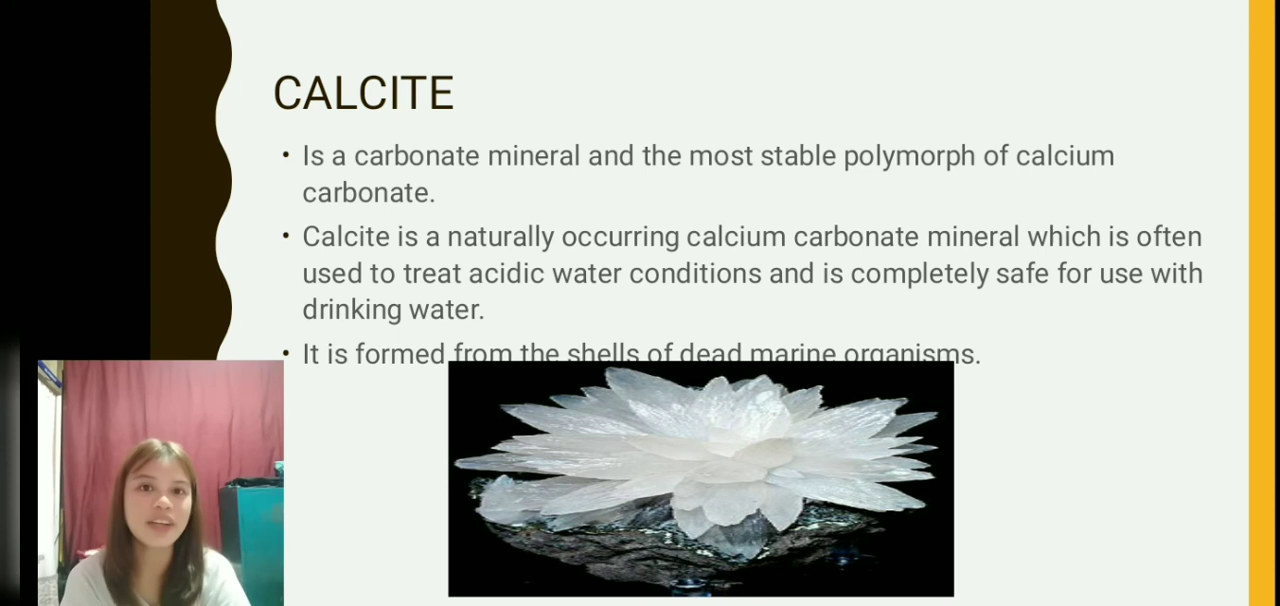 CALCITE
• Is a carbonate mineral and the most stable polymorph of calcium
carbonate.
• Calcite is a naturally occurring calcium carbonate mineral which is often
used to treat acidic water conditions and is completely safe for use with
drinking water.
• It is formed from the shells of dead marine organisms.